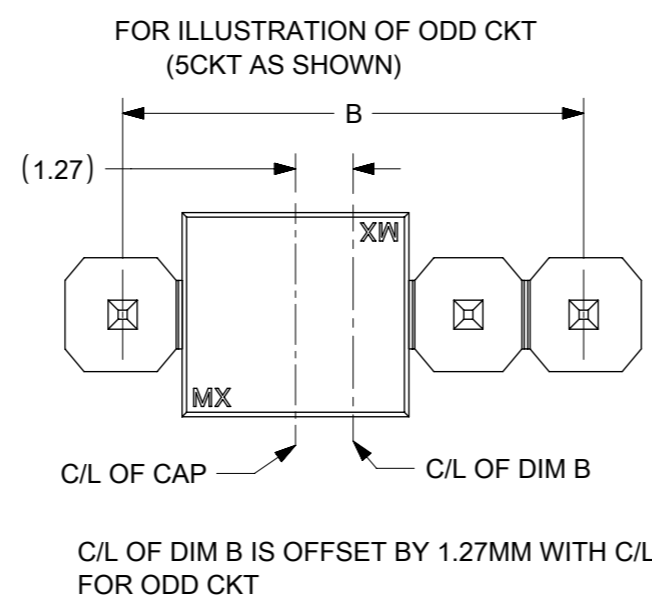 FOR ILLUSTRATION OF ODD CKT
(5CKT AS SHOWN)
B
(1.27)
MX
MX
C/L OF CAP
C/L OF DIM B
C/L OF DIM B IS OFFSET BY 1.27MM WITH C/L
FOR ODD CKT